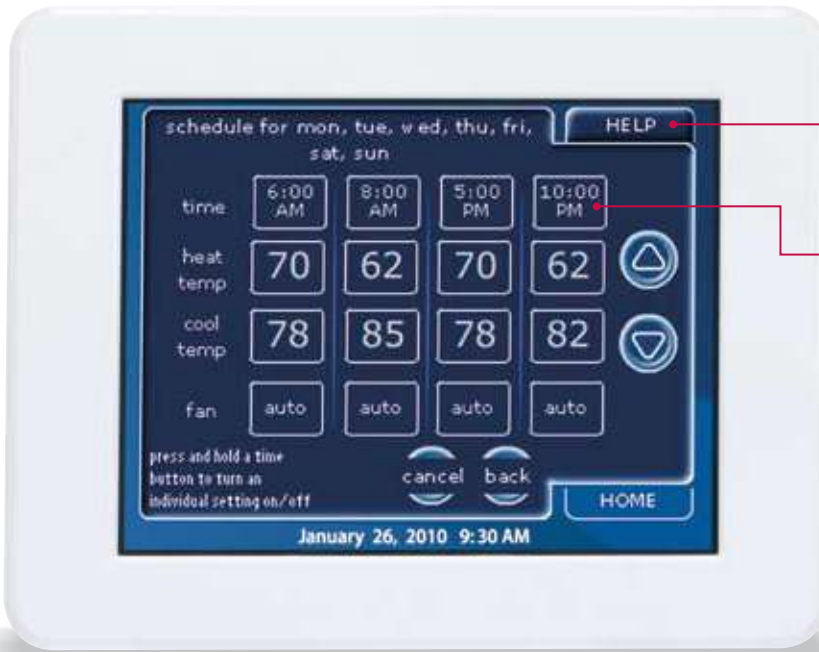 schedule for mon, tue, wed, thu, fri,
sat, sun
HELP
time
6:00
AM
8:00
AM
5:00
PM
10:00
PM
heat
temp
70
62
70
62
cool
temp
78
85
78
82
fan
auto
auto
auto
auto
press and hold a time
button to turn an
individual setting on/off
cancel
back
HOME
January 26, 2010 9:30 AM